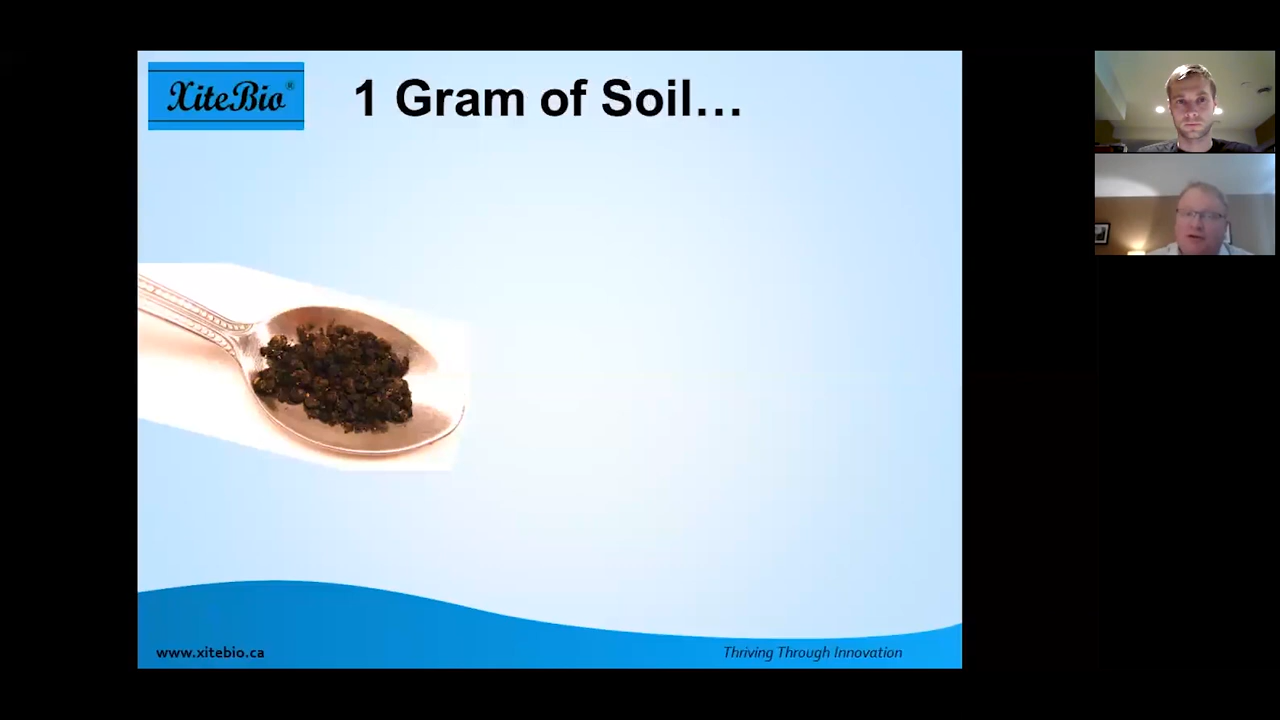 XiteBio®
1 Gram of Soil...
www.xitebio.ca
Thriving Through Innovation